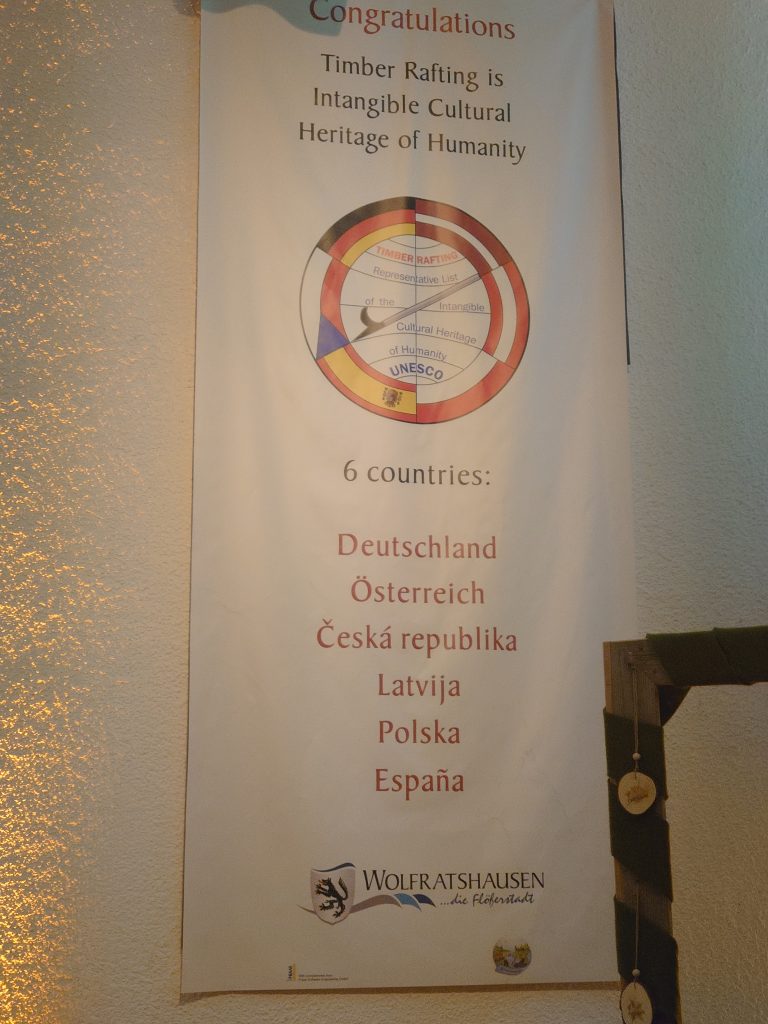 Congratulations
Timber Rafting is
Intangible Cultural
Heritage of Humanity
TIMBER RAFTING
Representative List
of the Intangible
Cultural Heritage
of Humanity
UNESCO
6 countries:
Deutschland
Österreich
Česká republika
Latvija
Polska
España
WOLFRATSHAUSEN
...die Flößerstadt